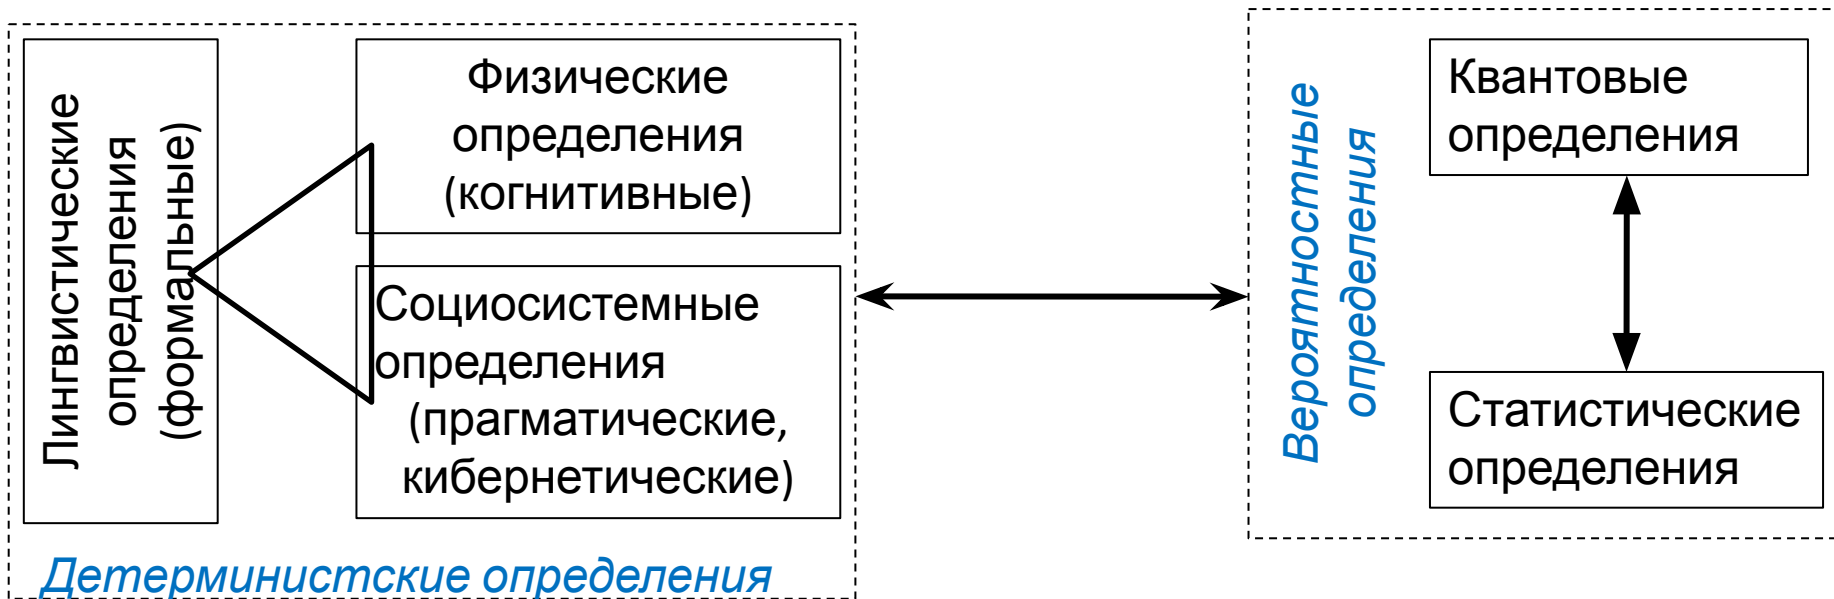 Лингвистические
определения
(формальные)
Физические
определения
(когнитивные)
Социосистемные
определения
(прагматические,
кибернетические)
Детерминистские определения
Вероятностные
определения
Квантовые
определения
Статистические
определения